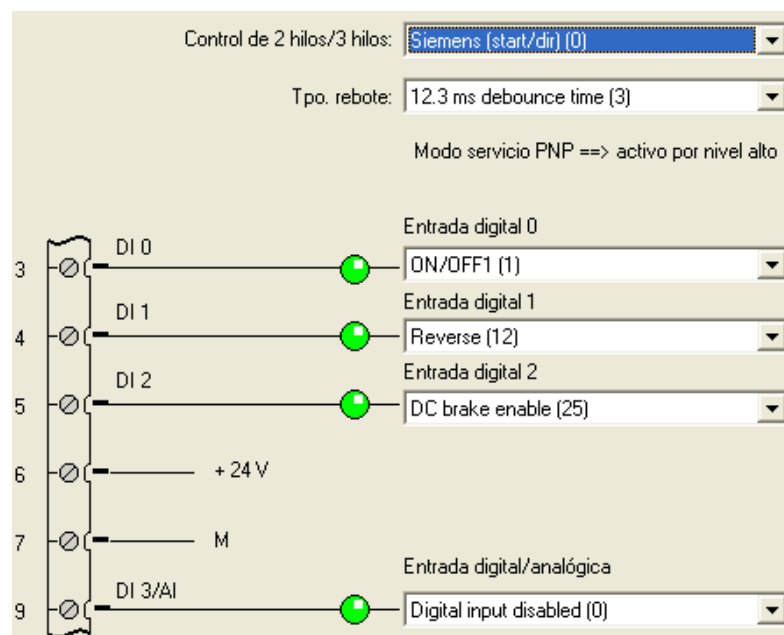 Control de 2 hilos/3 hilos: Siemens (start/dir) (0)
Tpo. rebote: 12.3 ms debounce time (3)
Modo servicio PNP ==> activo por nivel alto
Entrada digital 0
3 DI 0 ON/OFF1 (1)
Entrada digital 1
4 DI 1 Reverse (12)
Entrada digital 2
5 DI 2 DC brake enable (25)
6 + 24 V
7 M
Entrada digital/analógica
9 DI 3/AI Digital input disabled (0)